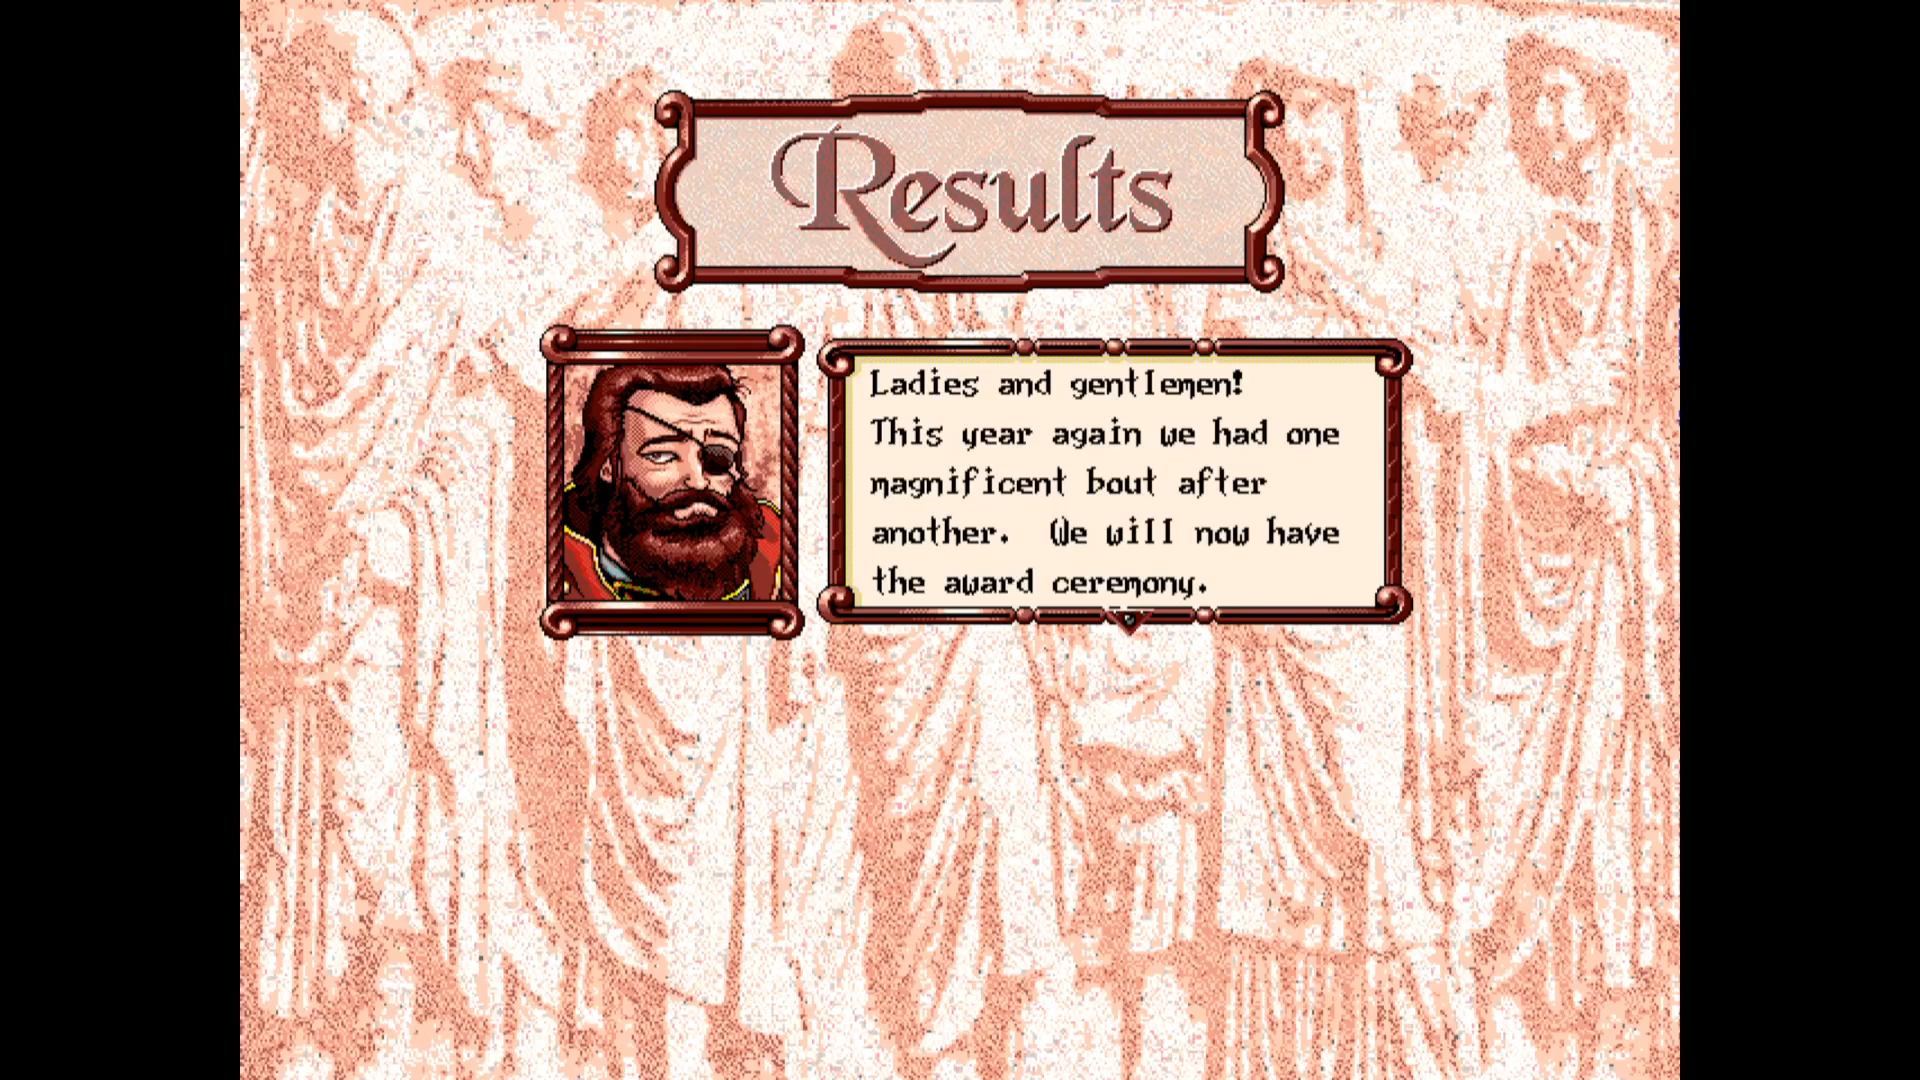 Results
Ladies and gentlemen!
This year again we had one
magnificent bout after
another.  We will now have
the award ceremony.